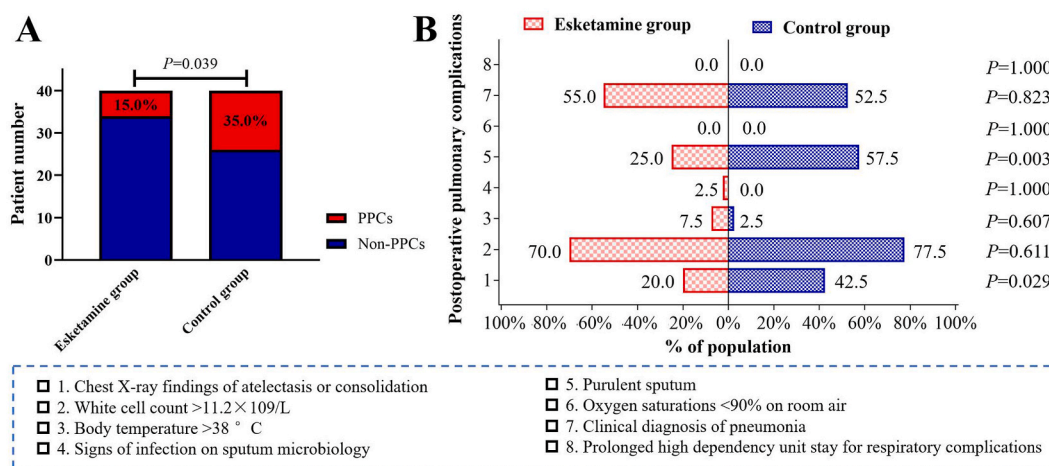 A
P=0.039
Patient number
40
30
20
10
0
15.0%
35.0%
PPCs
Non-PPCs
Esketamine group
Control group
B
Esketamine group
Control group
Postoperative pulmonary complications
8 0.0 0.0 P=1.000
7 55.0 52.5 P=0.823
6 0.0 0.0 P=1.000
5 25.0 57.5 P=0.003
4 2.5 0.0 P=1.000
3 7.5 2.5 P=0.607
2 70.0 77.5 P=0.611
1 20.0 42.5 P=0.029
100% 80% 60% 40% 20% 0% 20% 40% 60% 80% 100%
% of population
1. Chest X-ray findings of atelectasis or consolidation
2. White cell count >11.2×109/L
3. Body temperature >38 ° C
4. Signs of infection on sputum microbiology
5. Purulent sputum
6. Oxygen saturations <90% on room air
7. Clinical diagnosis of pneumonia
8. Prolonged high dependency unit stay for respiratory complications